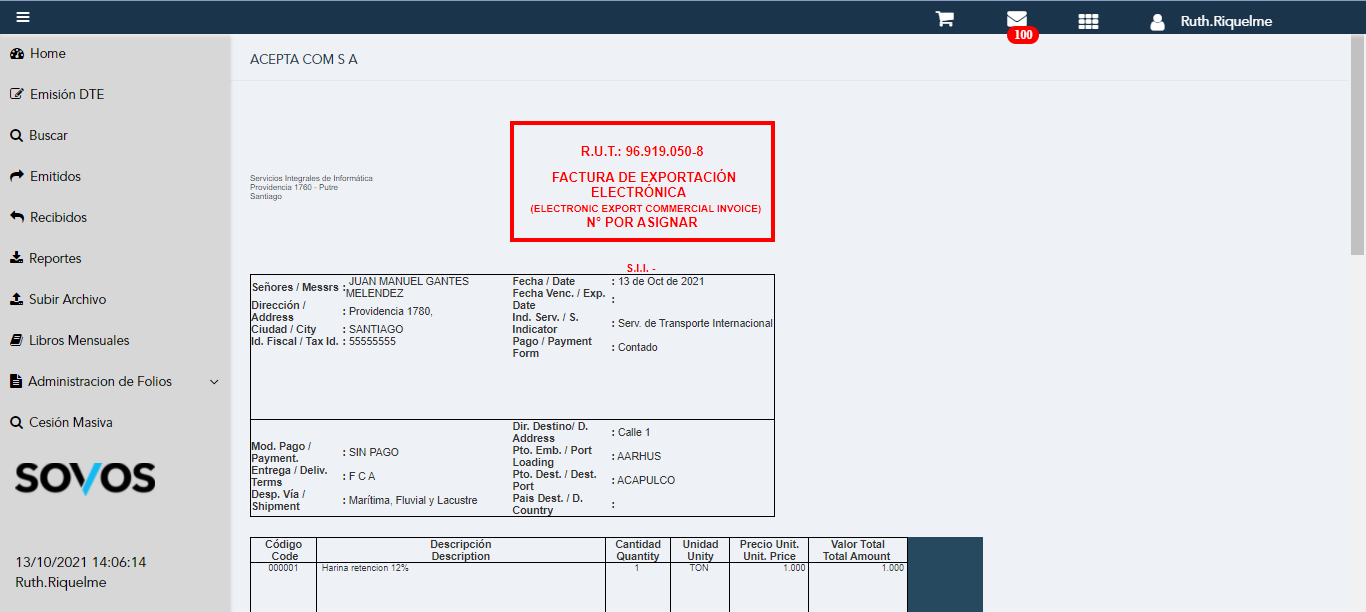 Ruth.Riquelme
100
Home
Emisión DTE
Buscar
Emitidos
Recibidos
Reportes
Subir Archivo
Libros Mensuales
Administracion de Folios
Cesión Masiva
SOVOS
13/10/2021 14:06:14
Ruth.Riquelme
ACEPTA COM S A
Servicios Integrales de Informática
Providencia 1760 - Putre
Santiago
R.U.T.: 96.919.050-8
FACTURA DE EXPORTACIÓN
ELECTRÓNICA
(ELECTRONIC EXPORT COMMERCIAL INVOICE)
N° POR ASIGNAR
S.I.I. -
Señores / Messrs : JUAN MANUEL GANTES
MELENDEZ
Dirección /
Address : Providencia 1780,
Ciudad / City : SANTIAGO
Id. Fiscal / Tax Id. : 55555555
Fecha / Date : 13 de Oct de 2021
Fecha Venc. / Exp.
Date :
Ind. Serv. / S.
Indicator : Serv. de Transporte Internacional
Pago / Payment
Form : Contado
Mod. Pago /
Payment. : SIN PAGO
Entrega / Deliv.
Terms : F C A
Desp. Vía /
Shipment : Marítima, Fluvial y Lacustre
Dir. Destino/ D.
Address : Calle 1
Pto. Emb. / Port
Loading : AARHUS
Pto. Dest. / Dest.
Port : ACAPULCO
Pais Dest. / D.
Country :
Código Descripción Cantidad Unidad Precio Unit. Valor Total
Code Description Quantity Unity Unit. Price Total Amount
000001 Harina retencion 12% 1 TON 1.000 1.000